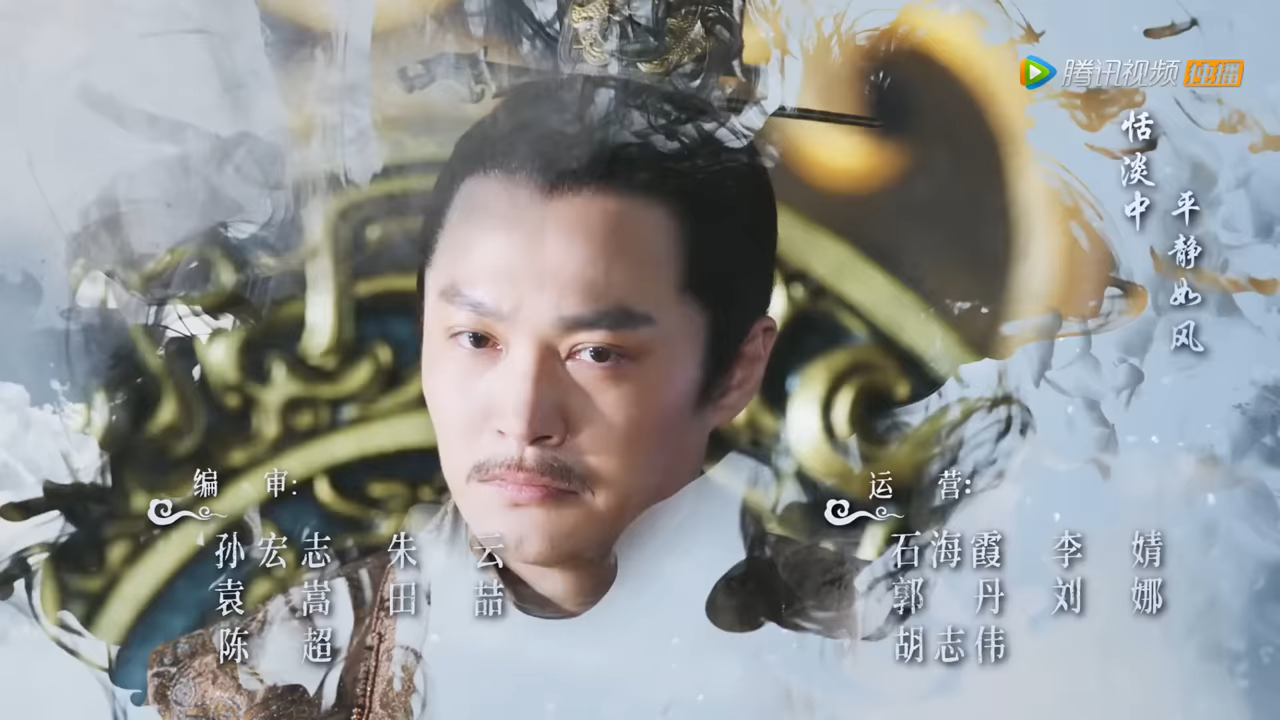 腾讯视频 独播
恬淡中
平静如风
编 审:
孙宏志 朱 云
袁 嵩 田 喆
陈 超
运 营:
石海霞 李 婧
郭 丹 刘 娜
胡志伟